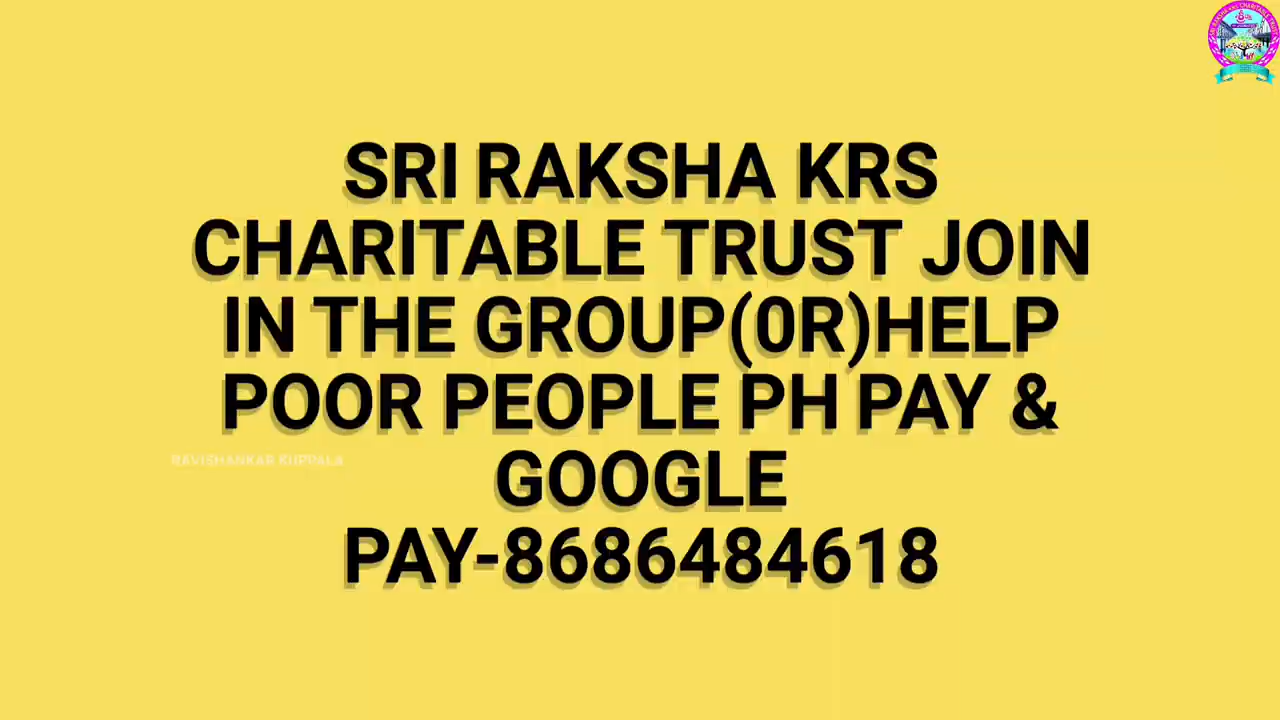 SRI RAKSHA KRS
CHARITABLE TRUST JOIN
IN THE GROUP(0R)HELP
POOR PEOPLE PH PAY &
RAVISHANKAR KUPPALA
GOOGLE
PAY-8686484618